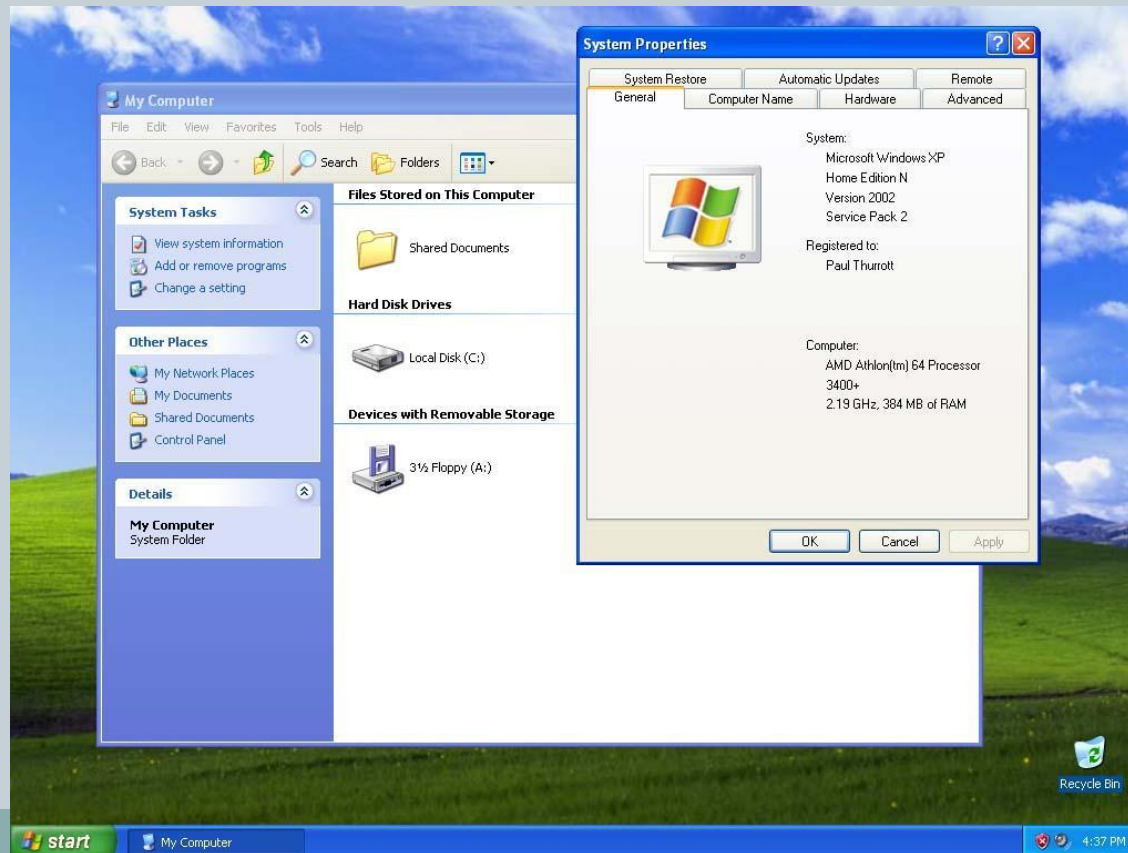 My Computer
File Edit View Favorites Tools Help
Back Search Folders
System Tasks
View system information
Add or remove programs
Change a setting
Other Places
My Network Places
My Documents
Shared Documents
Control Panel
Details
My Computer
System Folder
Files Stored on This Computer
Shared Documents
Hard Disk Drives
Local Disk (C:)
Devices with Removable Storage
3½ Floppy (A:)
System Properties
System Restore Automatic Updates Remote
General Computer Name Hardware Advanced
System:
Microsoft Windows XP
Home Edition N
Version 2002
Service Pack 2
Registered to:
Paul Thurrott
Computer:
AMD Athlon(tm) 64 Processor
3400+
2.19 GHz, 384 MB of RAM
OK Cancel Apply
Recycle Bin
start My Computer 4:37 PM